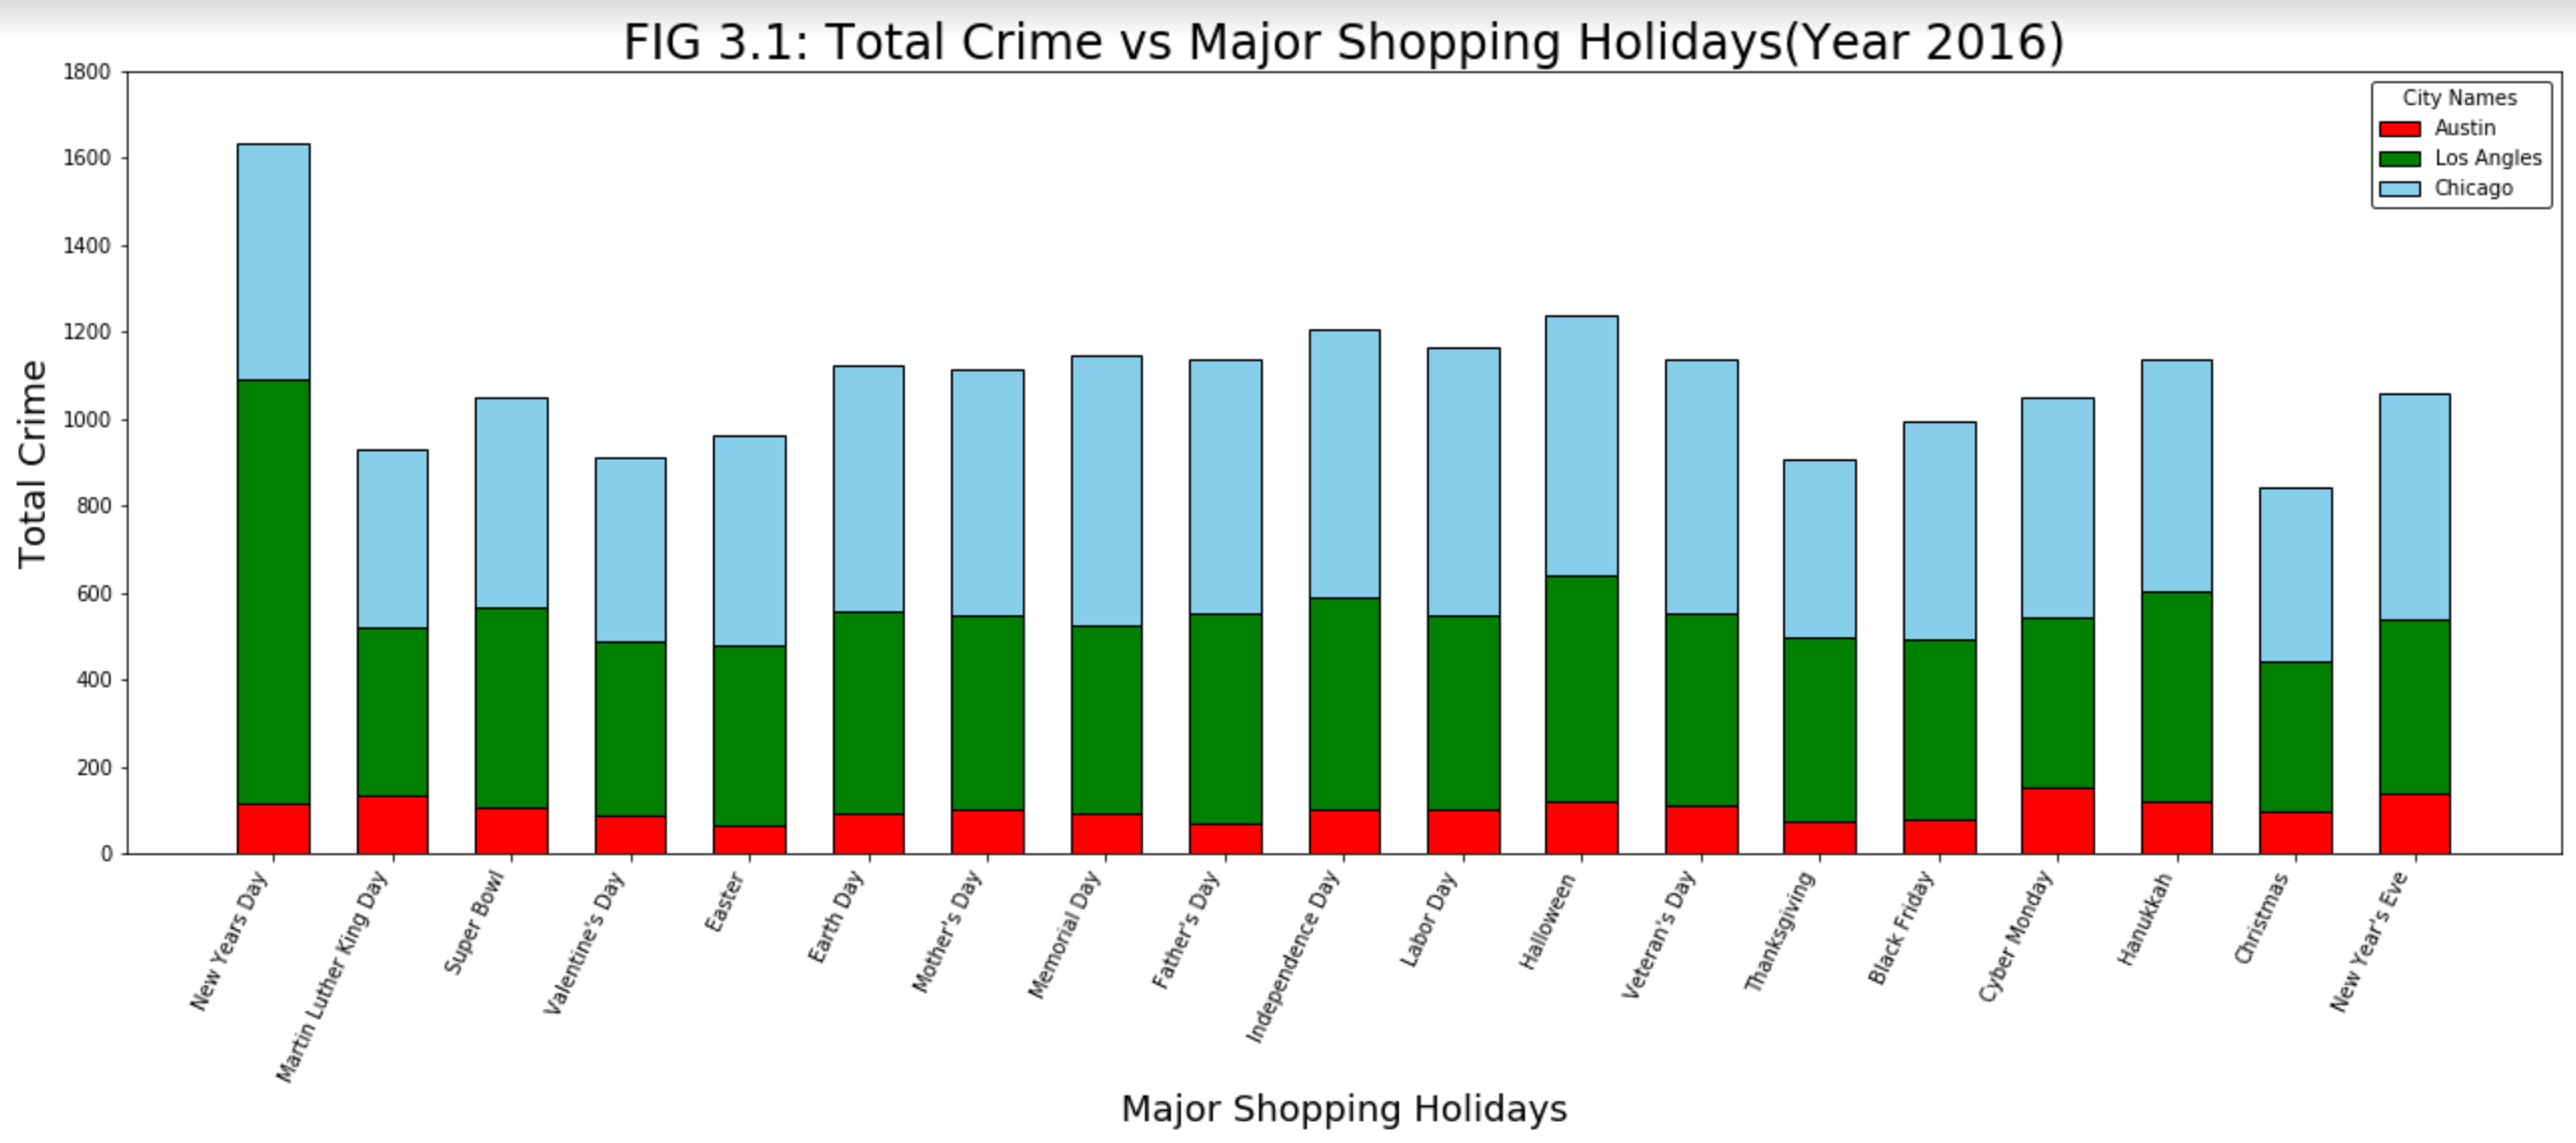 FIG 3.1: Total Crime vs Major Shopping Holidays(Year 2016)
City Names
Austin
Los Angles
Chicago
Total Crime
1800
1600
1400
1200
1000
800
600
400
200
0
New Years Day
Martin Luther King Day
Super Bowl
Valentine's Day
Easter
Earth Day
Mother's Day
Memorial Day
Father's Day
Independence Day
Labor Day
Halloween
Veteran's Day
Thanksgiving
Black Friday
Cyber Monday
Hanukkah
Christmas
New Year's Eve
Major Shopping Holidays